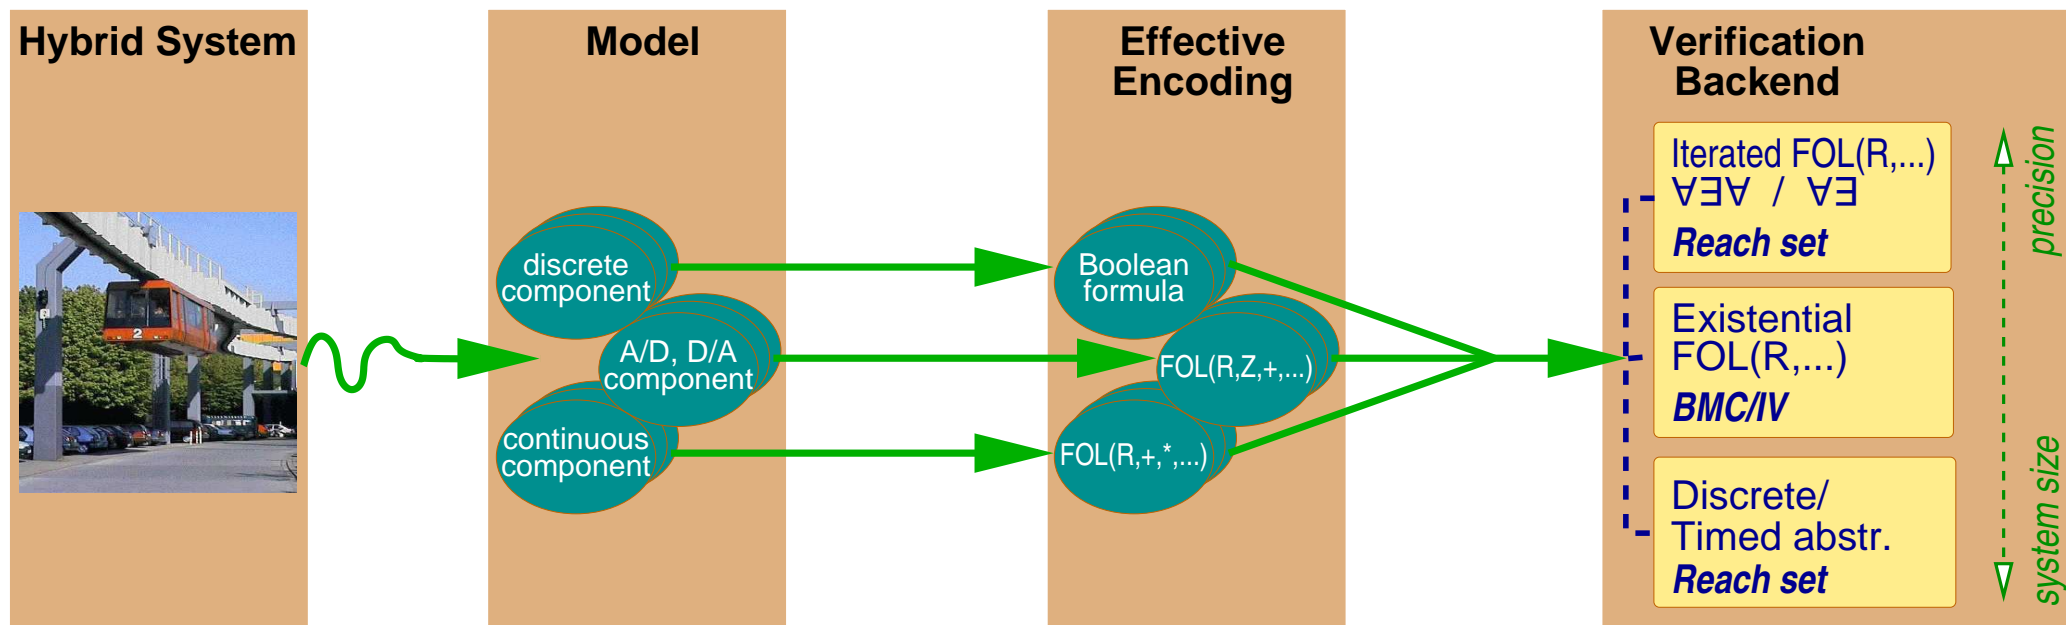 Hybrid System
Model
Effective
Encoding
Verification
Backend
2
discrete
component
A/D, D/A
component
continuous
component
Boolean
formula
FOL(R,Z,+,...)
FOL(R,+,*,...)
Iterated FOL(R,...)
∀∃∀ / ∀∃
Reach set
Existential
FOL(R,...)
BMC/IV
Discrete/
Timed abstr.
Reach set
precision
system size